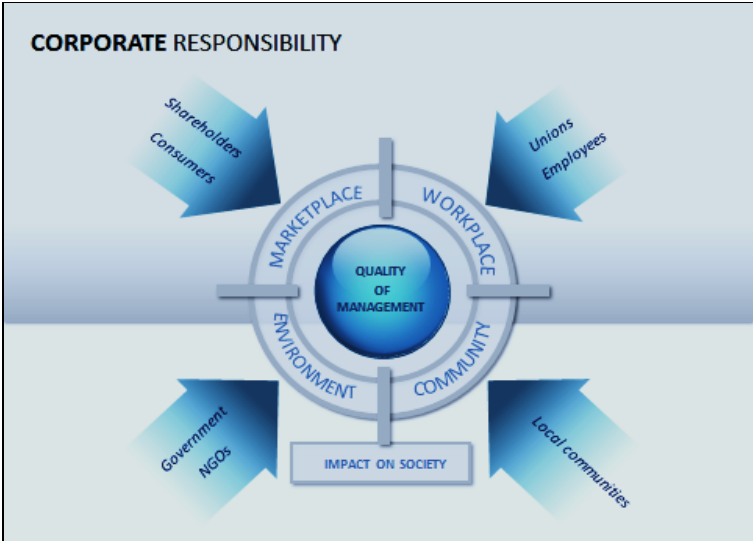 CORPORATE RESPONSIBILITY
Shareholders
Consumers
Unions
Employees
MARKETPLACE
WORKPLACE
QUALITY
OF
MANAGEMENT
ENVIRONMENT
COMMUNITY
Government
NGOs
Local communities
IMPACT ON SOCIETY